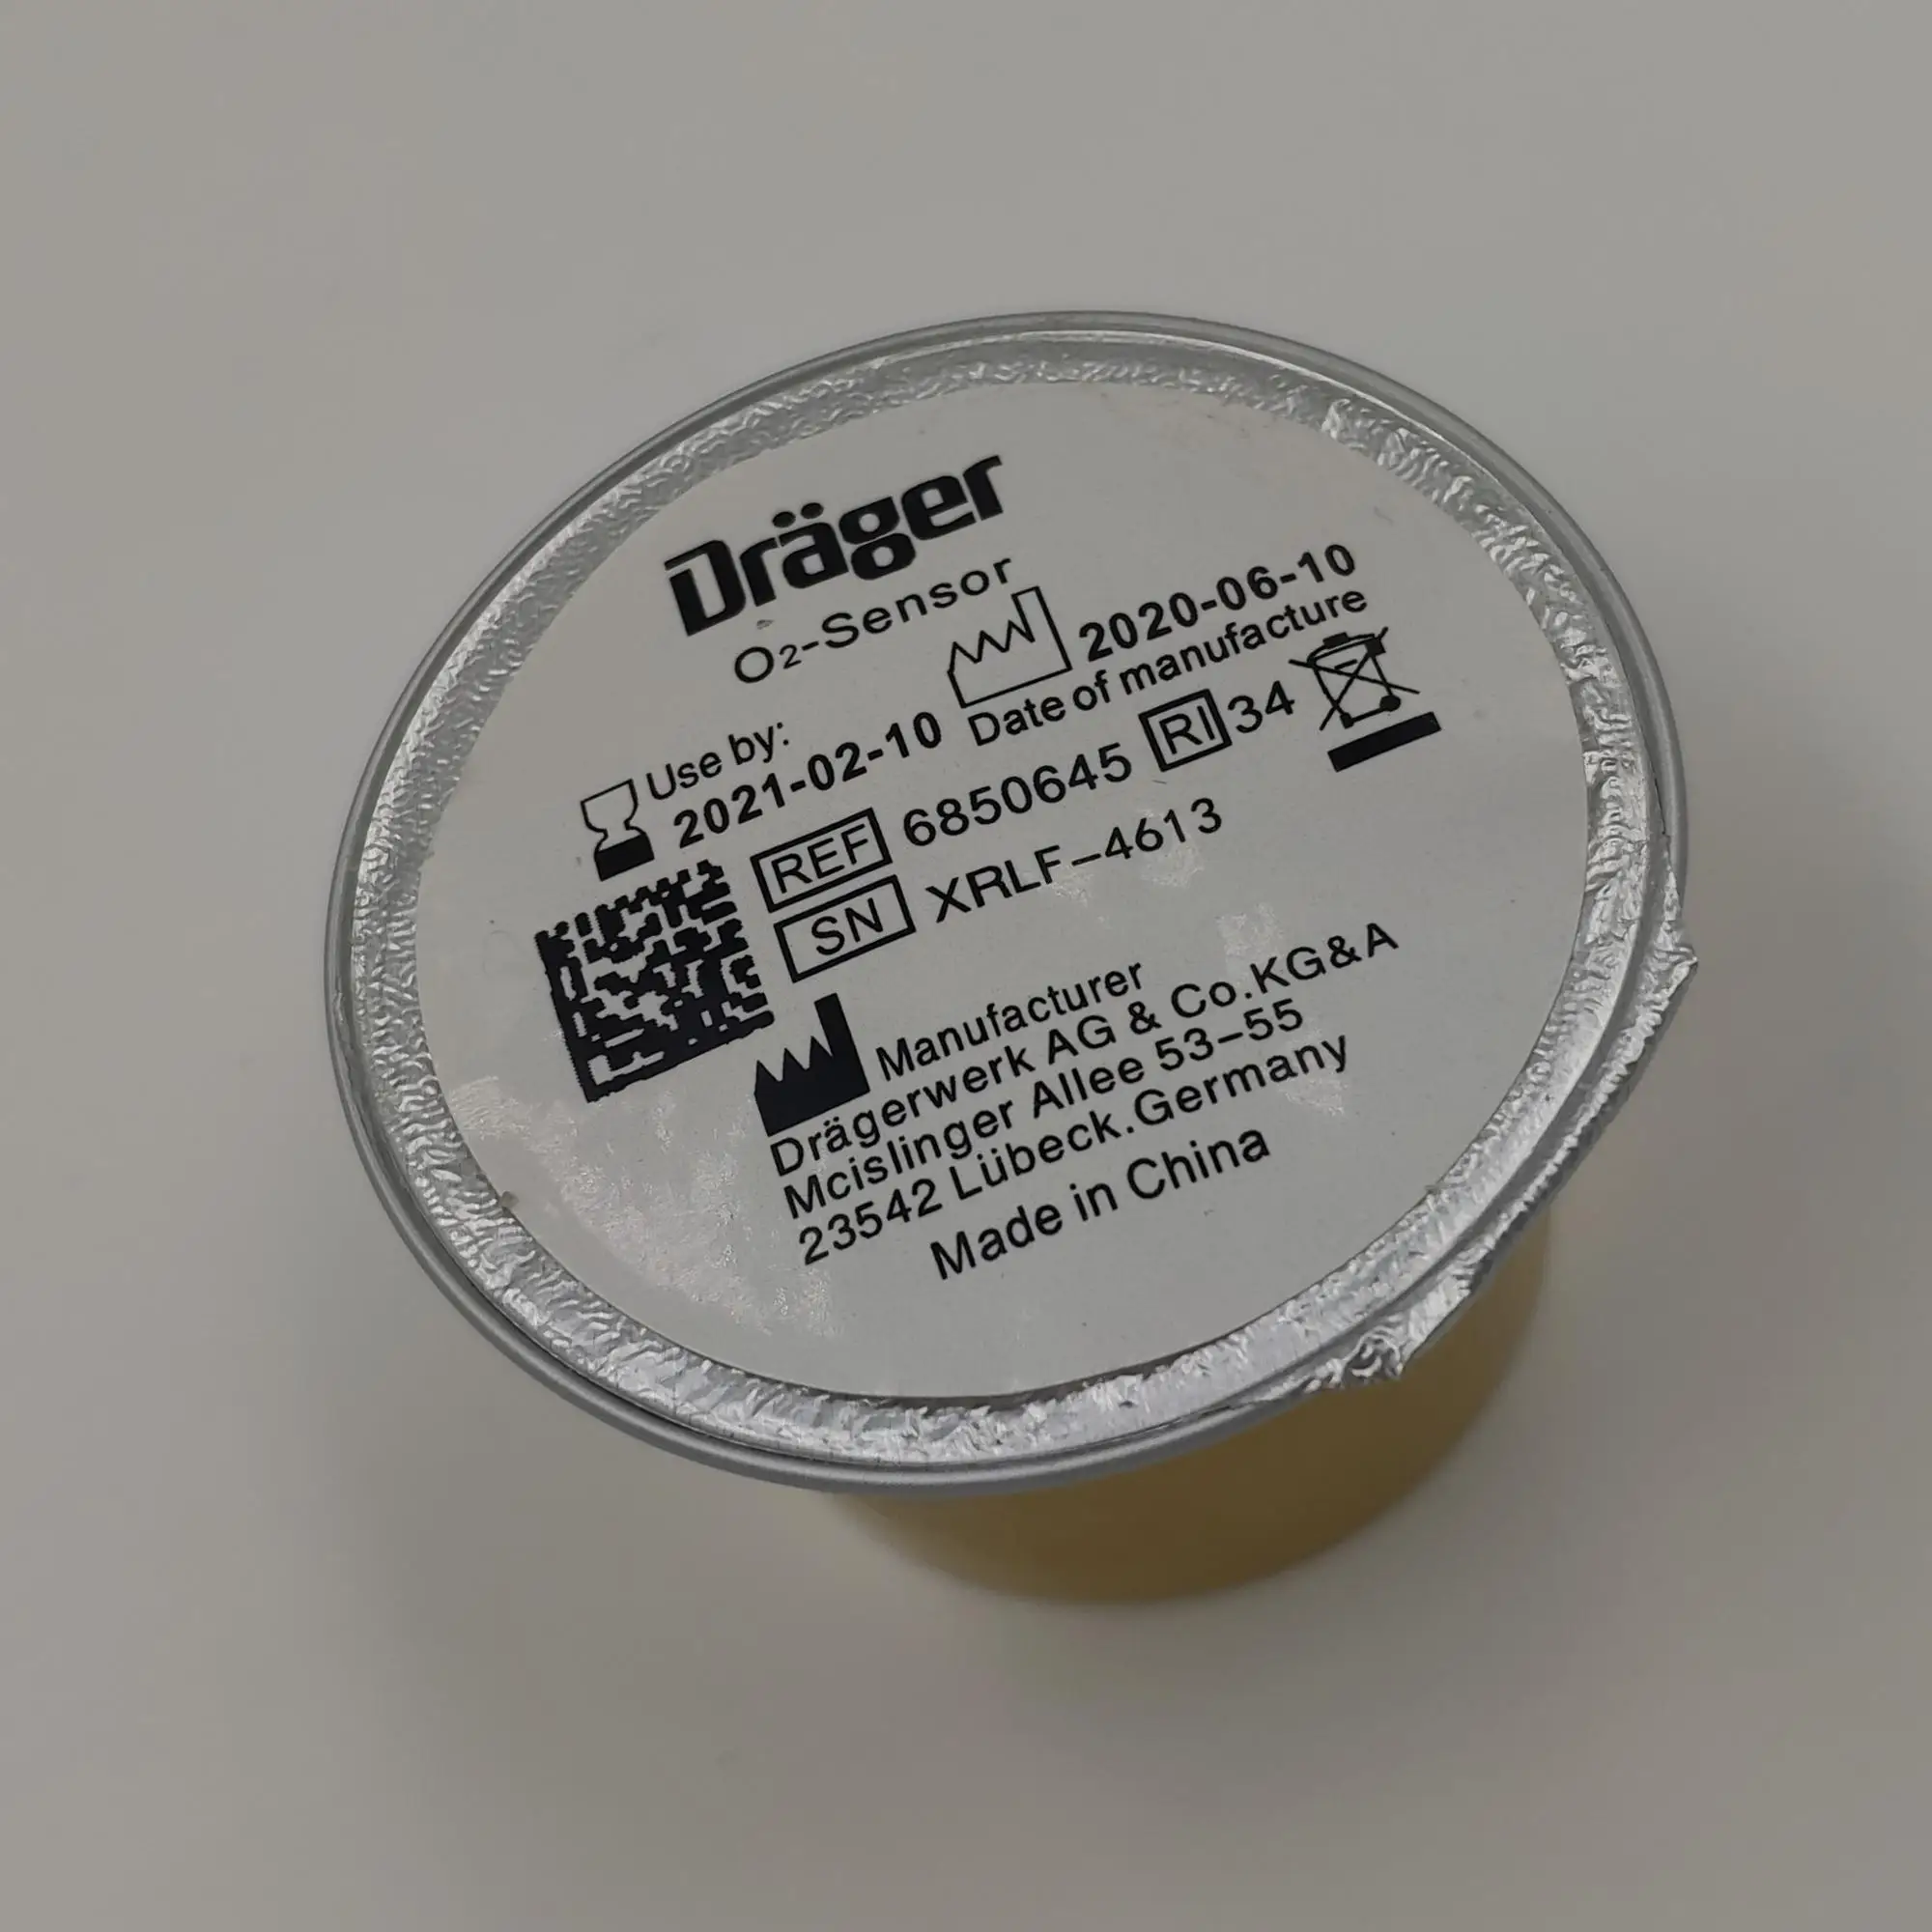 Dräger
O2-Sensor
2020-06-10
Date of manufacture
Use by:
2021-02-10
REF 6850645 RI 34
SN XRLF-4613
Manufacturer
Drägerwerk AG & Co.KG&A
Mcislinger Allee 53-55
23542 Lübeck.Germany
Made in China